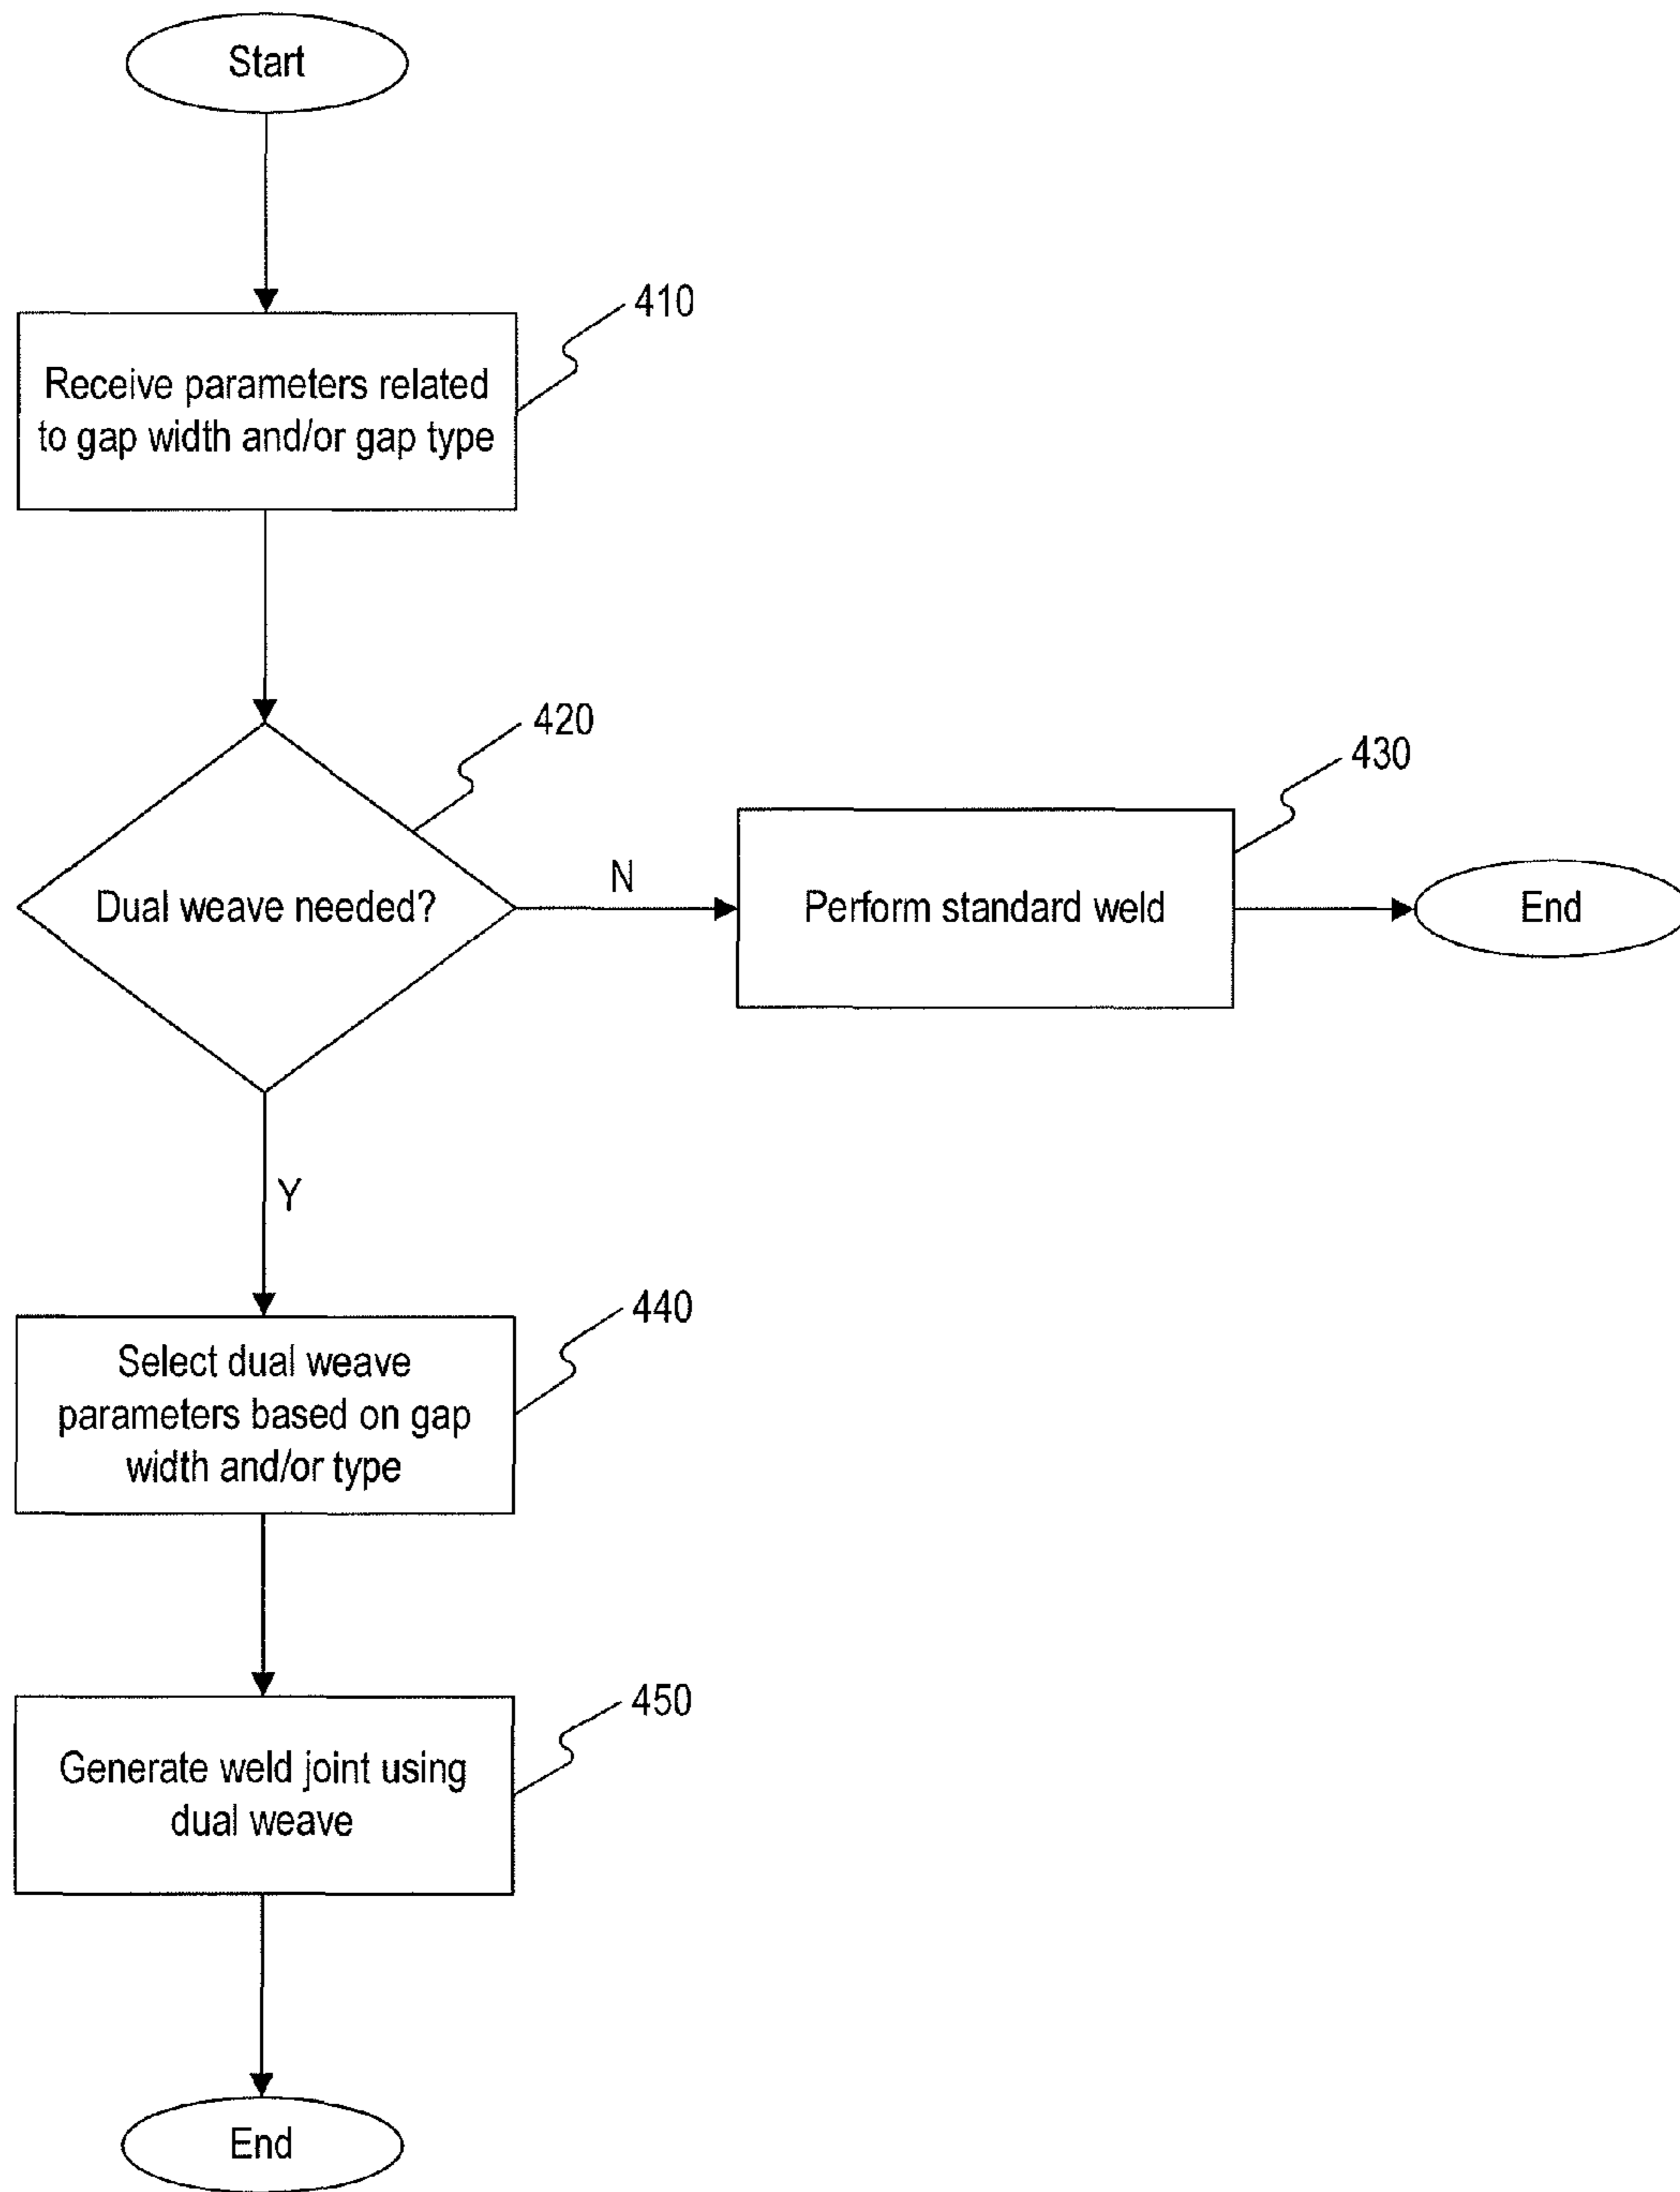 Start
410
Receive parameters related
to gap width and/or gap type
420
Dual weave needed?
N
430
Perform standard weld
End
Y
440
Select dual weave
parameters based on gap
width and/or type
450
Generate weld joint using
dual weave
End